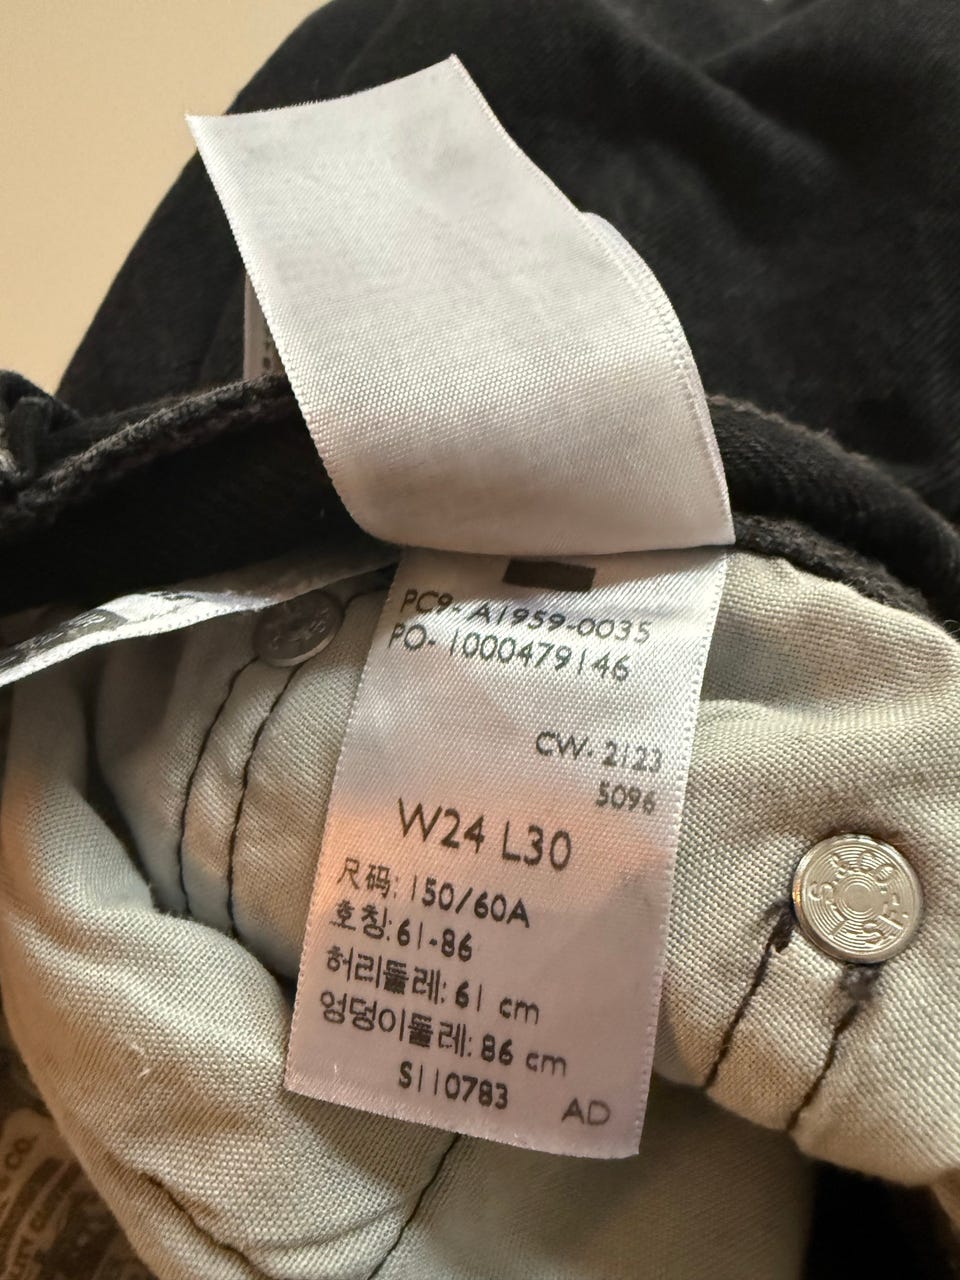 PC9- A1959-0035
PO- 1000479146
CW- 2123
5096
W24 L30
尺码: 150/60A
호칭:61-86
허리둘레: 61 cm
엉덩이둘레: 86 cm
S110783 AD
CO.